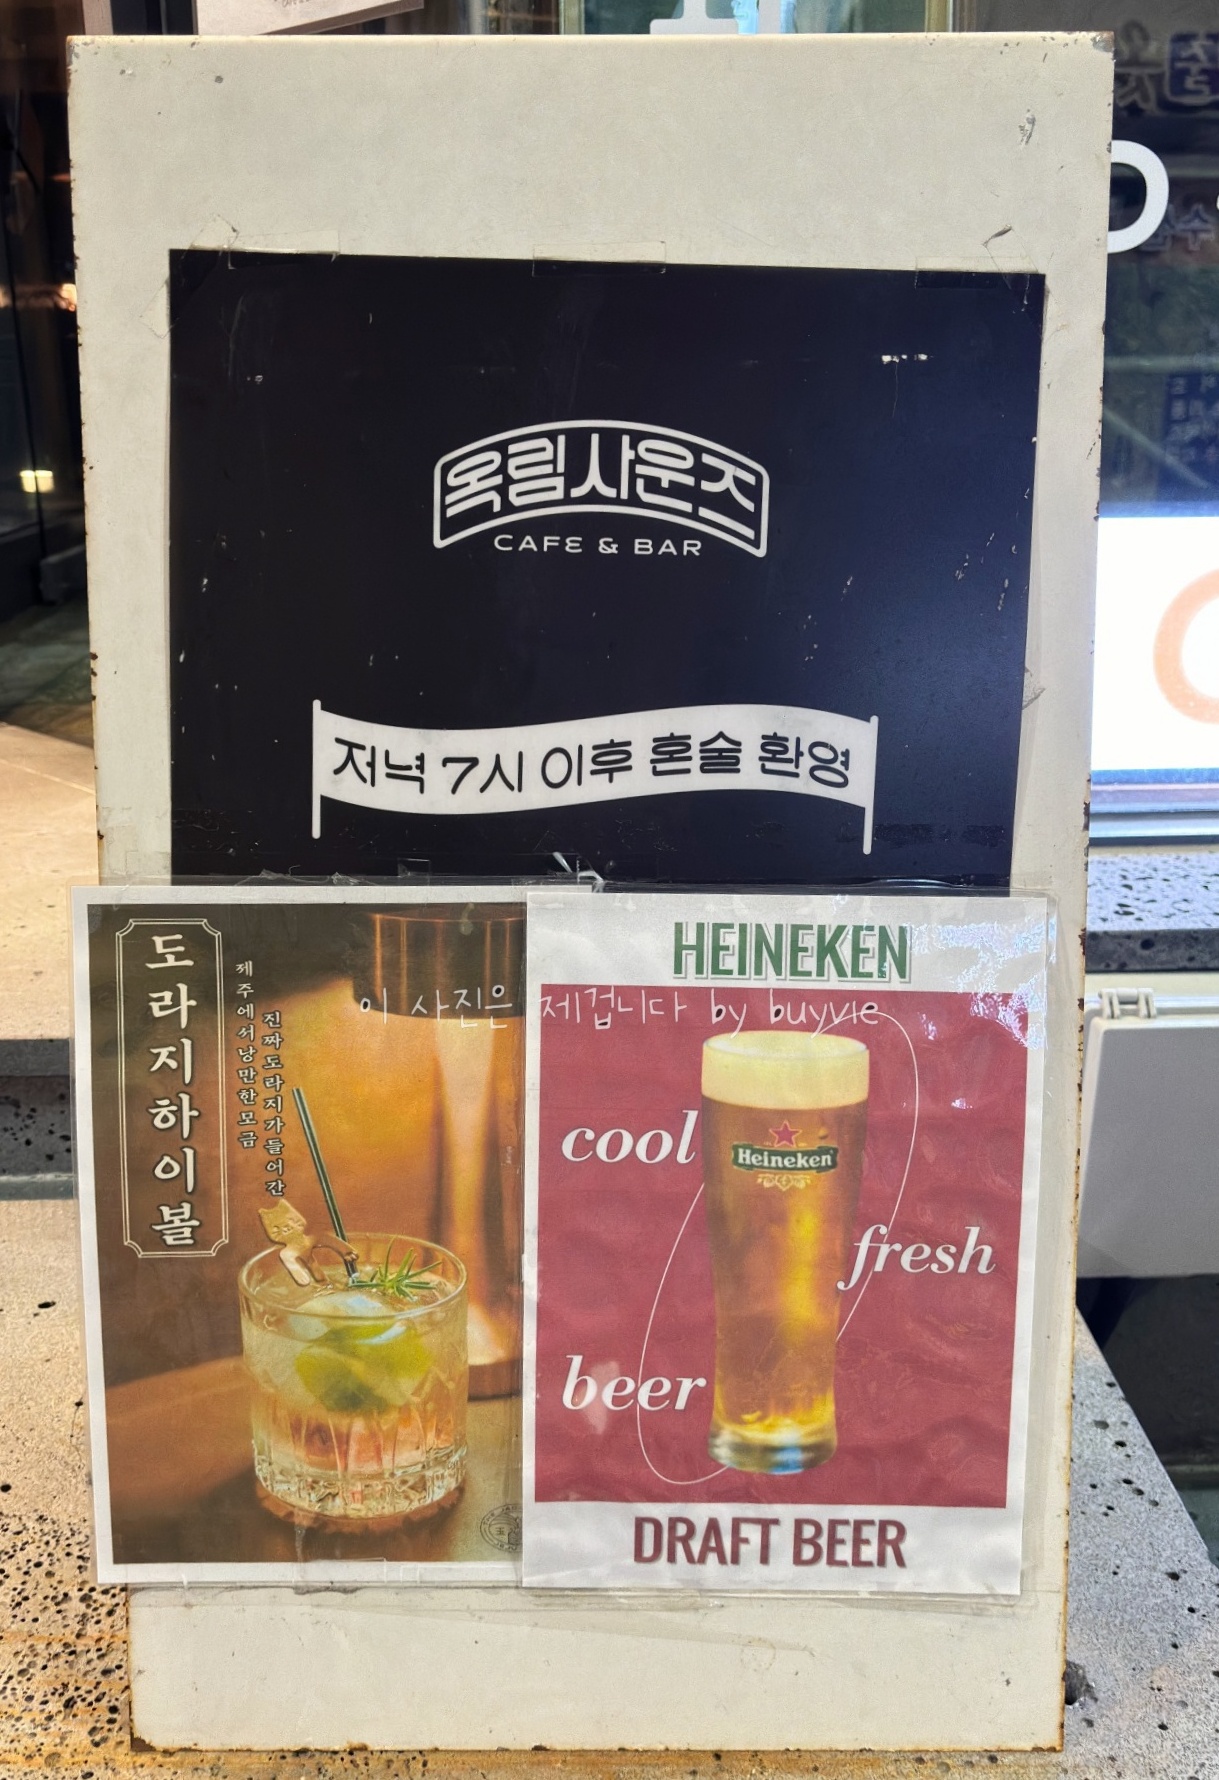 옥림사운즈
CAFE & BAR
저녁 7시 이후 혼술 환영
도라지하이볼
제주에서낭만한모금
진짜도라지가들어간
HEINEKEN
이 사진은 제겁니다 by buyvie
cool
Heineken
fresh
beer
DRAFT BEER